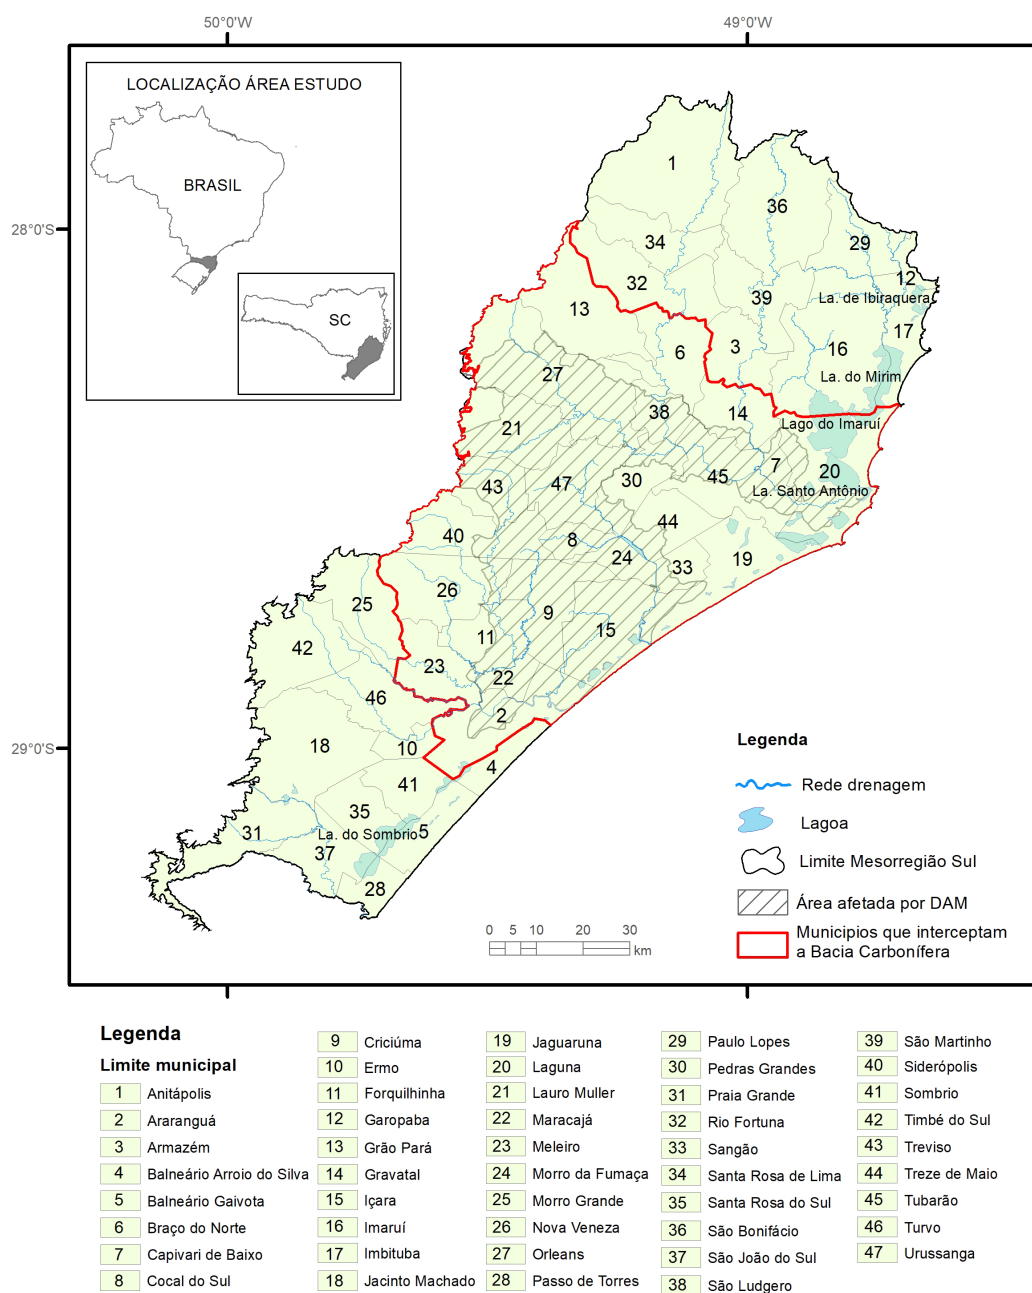 50°0'W
49°0'W
LOCALIZAÇÃO ÁREA ESTUDO
BRASIL
SC
28°0'S
29°0'S
1
36
34
29
32
12
39
La. de Ibiraquera
13
17
3
16
6
27
La. do Mirim
38
14
21
Lago do Imaruí
7
20
45
43
47
30
La. Santo Antônio
44
40
8
24
19
33
26
25
9
15
11
42
23
22
46
2
18
10
4
41
35
La. do Sombrio
5
31
37
28
Legenda
Rede drenagem
Lagoa
Limite Mesorregião Sul
Área afetada por DAM
Municipios que interceptam
a Bacia Carbonífera
0 5 10 20 30
km
Legenda
Limite municipal
1 Anitápolis
2 Araranguá
3 Armazém
4 Balneário Arroio do Silva
5 Balneário Gaivota
6 Braço do Norte
7 Capivari de Baixo
8 Cocal do Sul
9 Criciúma
10 Ermo
11 Forquilhinha
12 Garopaba
13 Grão Pará
14 Gravatal
15 Içara
16 Imaruí
17 Imbituba
18 Jacinto Machado
19 Jaguaruna
20 Laguna
21 Lauro Muller
22 Maracajá
23 Meleiro
24 Morro da Fumaça
25 Morro Grande
26 Nova Veneza
27 Orleans
28 Passo de Torres
29 Paulo Lopes
30 Pedras Grandes
31 Praia Grande
32 Rio Fortuna
33 Sangão
34 Santa Rosa de Lima
35 Santa Rosa do Sul
36 São Bonifácio
37 São João do Sul
38 São Ludgero
39 São Martinho
40 Siderópolis
41 Sombrio
42 Timbé do Sul
43 Treviso
44 Treze de Maio
45 Tubarão
46 Turvo
47 Urussanga